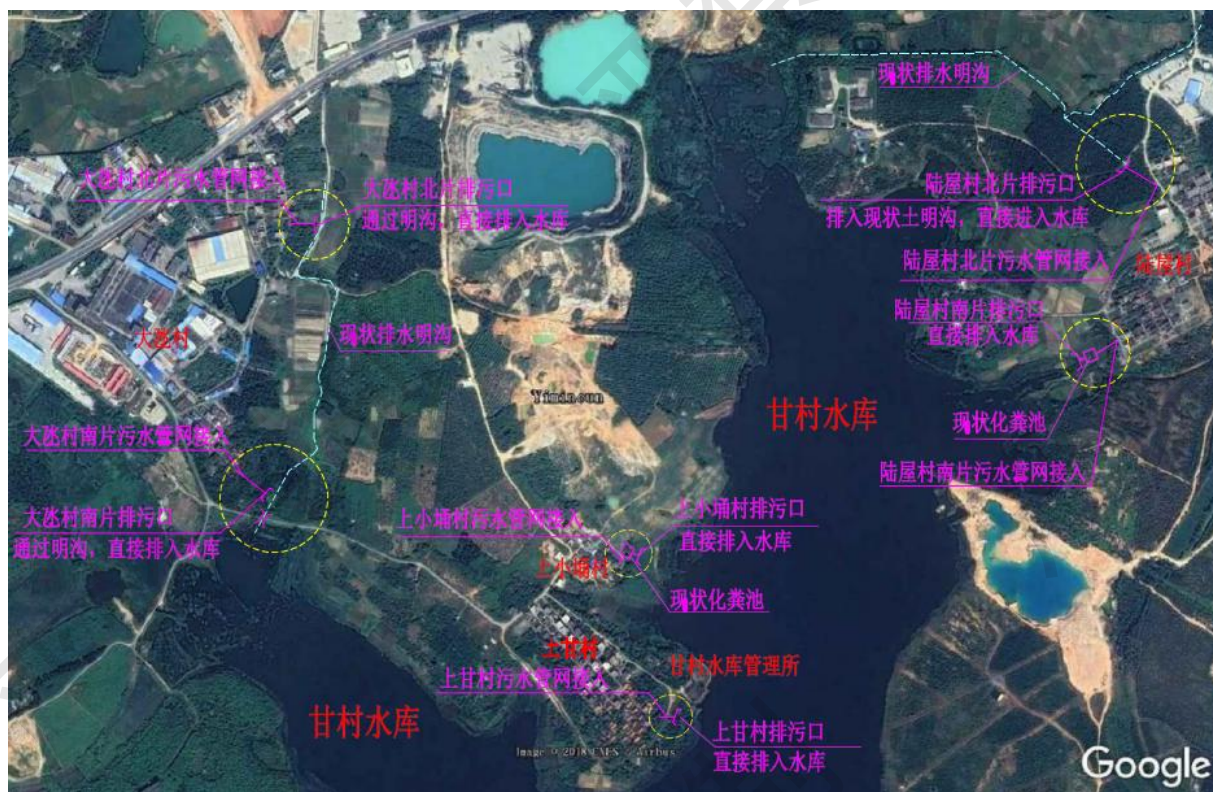 现状排水明沟
大氹村北片污水管网接入
大氹村北片排污口
通过明沟，直接排入水库
陆屋村北片排污口
排入现状土明沟，直接进入水库
陆屋村北片污水管网接入
陆屋村
陆屋村南片排污口
直接排入水库
大氹村
现状排水明沟
Yimincun
甘村水库
现状化粪池
大氹村南片污水管网接入
陆屋村南片污水管网接入
大氹村南片排污口
通过明沟，直接排入水库
上小埇村污水管网接入
上小埇村排污口
直接排入水库
上小埇村
现状化粪池
上甘村
甘村水库管理所
上甘村污水管网接入
甘村水库
上甘村排污口
直接排入水库
Image © 2018 CNES / Airbus
Google